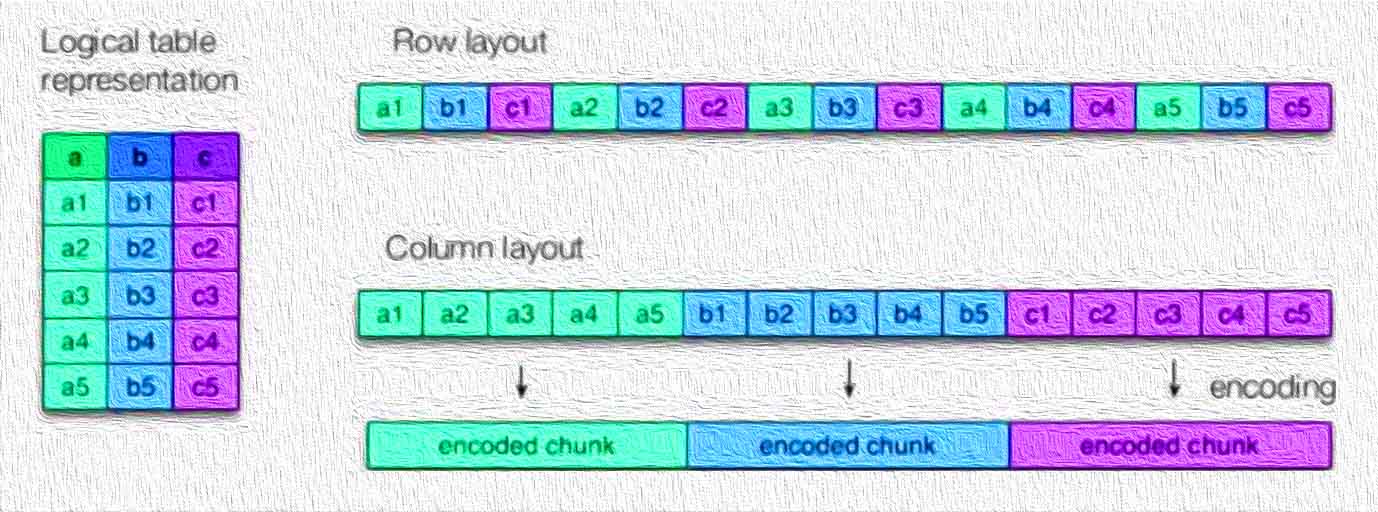 Logical table
representation
a b c
a1 b1 c1
a2 b2 c2
a3 b3 c3
a4 b4 c4
a5 b5 c5
Row layout
a1 b1 c1 a2 b2 c2 a3 b3 c3 a4 b4 c4 a5 b5 c5
Column layout
a1 a2 a3 a4 a5 b1 b2 b3 b4 b5 c1 c2 c3 c4 c5
encoding
encoded chunk encoded chunk encoded chunk